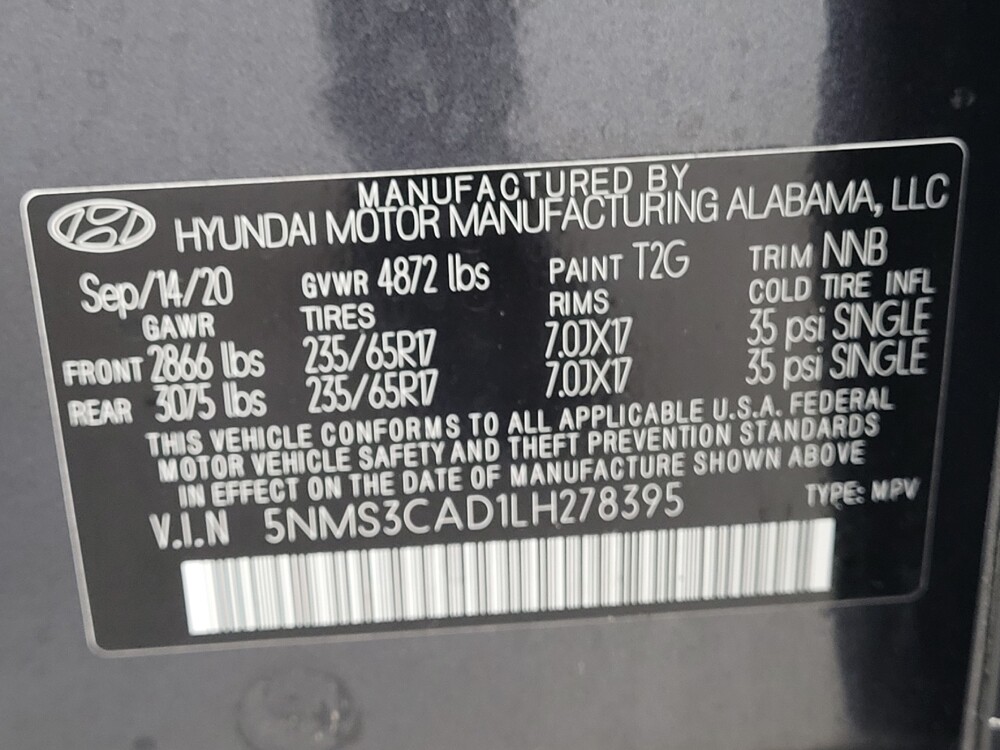 MANUFACTURED BY
HYUNDAI MOTOR MANUFACTURING ALABAMA, LLC
Sep/14/20 GVWR 4872 lbs PAINT T2G TRIM NNB
GAWR TIRES RIMS COLD TIRE INFL
FRONT 2866 lbs 235/65R17 7.0JX17 35 psi SINGLE
REAR 3075 lbs 235/65R17 7.0JX17 35 psi SINGLE
THIS VEHICLE CONFORMS TO ALL APPLICABLE U.S.A. FEDERAL
MOTOR VEHICLE SAFETY AND THEFT PREVENTION STANDARDS
IN EFFECT ON THE DATE OF MANUFACTURE SHOWN ABOVE
V.I.N 5NMS3CAD1LH278395 TYPE: MPV